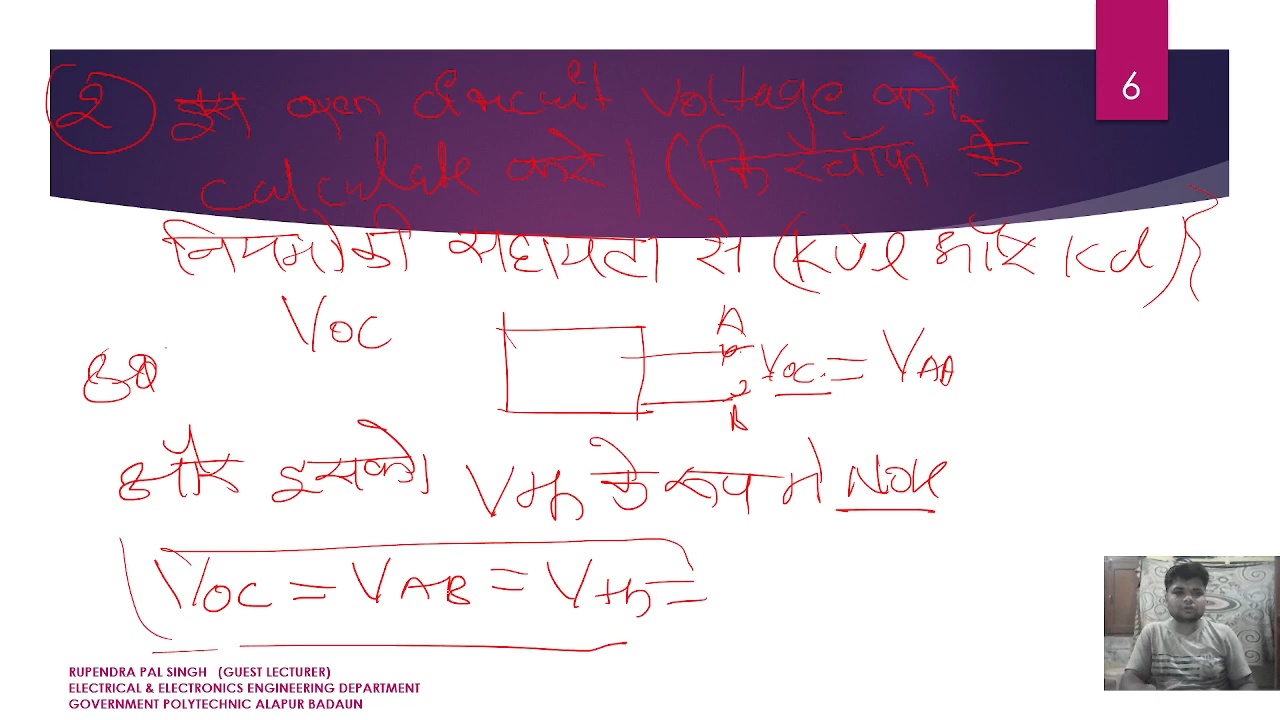 6
(2) इस open circuit voltage को
calculate करे | (किरचॉफ के
नियमो की सहायता से (KVL और KCL)}
VOC
A
VOC = VAB
B
और इसको Vth के रूप मे Note
VOC = VAB = Vth =
RUPENDRA PAL SINGH (GUEST LECTURER)
ELECTRICAL & ELECTRONICS ENGINEERING DEPARTMENT
GOVERNMENT POLYTECHNIC ALAPUR BADAUN